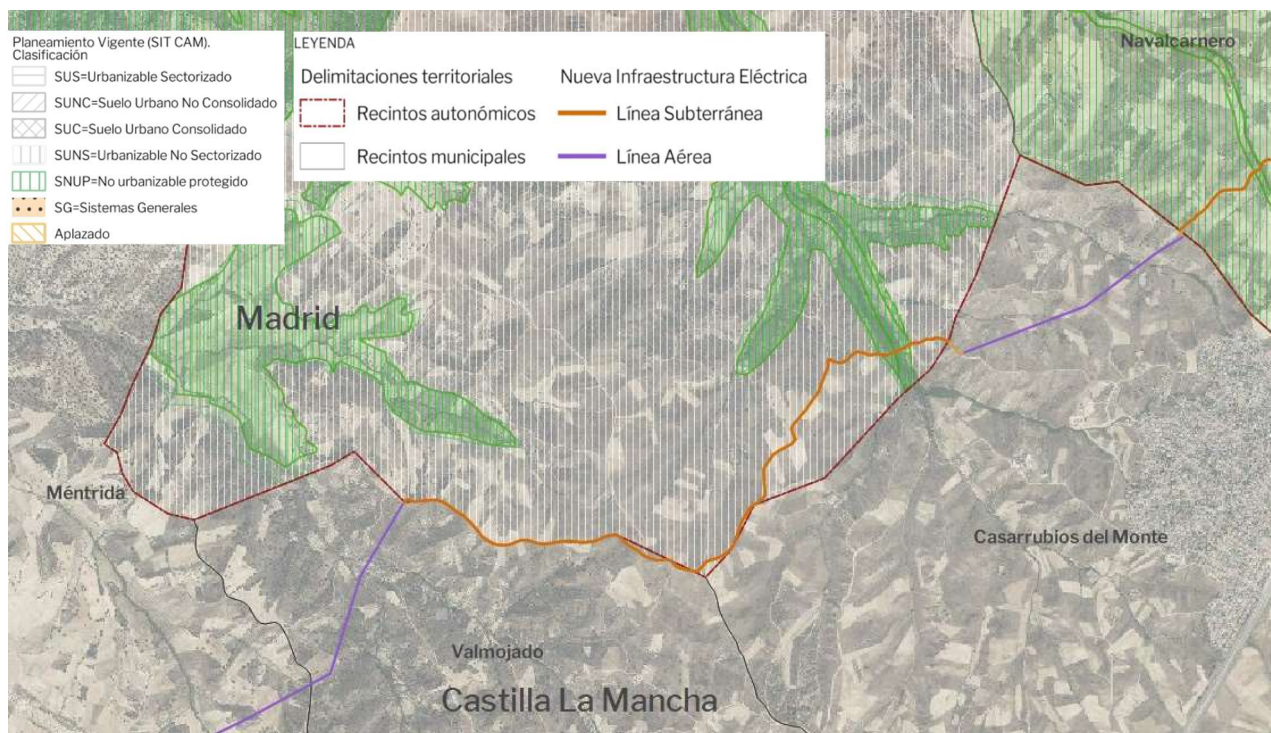 Planeamiento Vigente (SIT CAM).
Clasificación
SUS=Urbanizable Sectorizado
SUNC=Suelo Urbano No Consolidado
SUC=Suelo Urbano Consolidado
SUNS=Urbanizable No Sectorizado
SNUP=No urbanizable protegido
SG=Sistemas Generales
Aplazado
LEYENDA
Delimitaciones territoriales
Recintos autonómicos
Recintos municipales
Nueva Infraestructura Eléctrica
Línea Subterránea
Línea Aérea
Navalcarnero
Madrid
Méntrida
Casarrubios del Monte
Valmojado
Castilla La Mancha